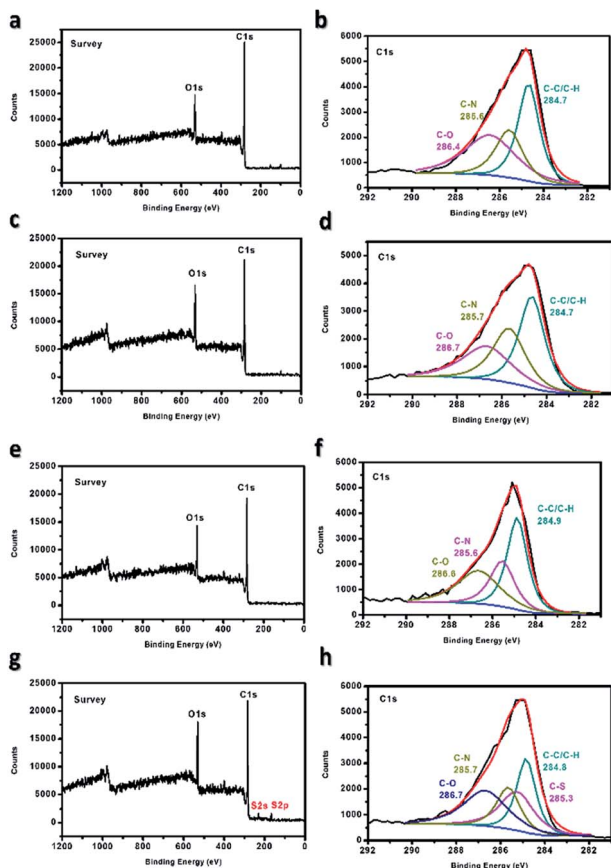 a
Survey
C1s
O1s
Counts
25000
20000
15000
10000
5000
0
1200 1000 800 600 400 200 0
Binding Energy (eV)
b
C1s
C-N
285.6
C-C/C-H
284.7
C-O
286.4
Counts
6000
5000
4000
3000
2000
1000
0
292 290 288 286 284 282
Binding Energy (eV)
c
Survey
C1s
O1s
Counts
25000
20000
15000
10000
5000
0
1200 1000 800 600 400 200 0
Binding Energy (eV)
d
C1s
C-N
285.7
C-C/C-H
284.7
C-O
286.7
Counts
5000
4000
3000
2000
1000
0
292 290 288 286 284 282
Binding Energy (eV)
e
Survey
C1s
O1s
Counts
25000
20000
15000
10000
5000
0
1200 1000 800 600 400 200 0
Binding Energy (eV)
f
C1s
C-N
285.6
C-C/C-H
284.9
C-O
286.6
Counts
6000
5000
4000
3000
2000
1000
0
292 290 288 286 284 282
Binding Energy (eV)
g
Survey
C1s
O1s
S2s S2p
Counts
25000
20000
15000
10000
5000
0
1200 1000 800 600 400 200 0
Binding Energy (eV)
h
C1s
C-N
285.7
C-C/C-H
284.8
C-O
286.7
C-S
285.3
Counts
6000
5000
4000
3000
2000
1000
0
292 290 288 286 284 282
Binding Energy (eV)